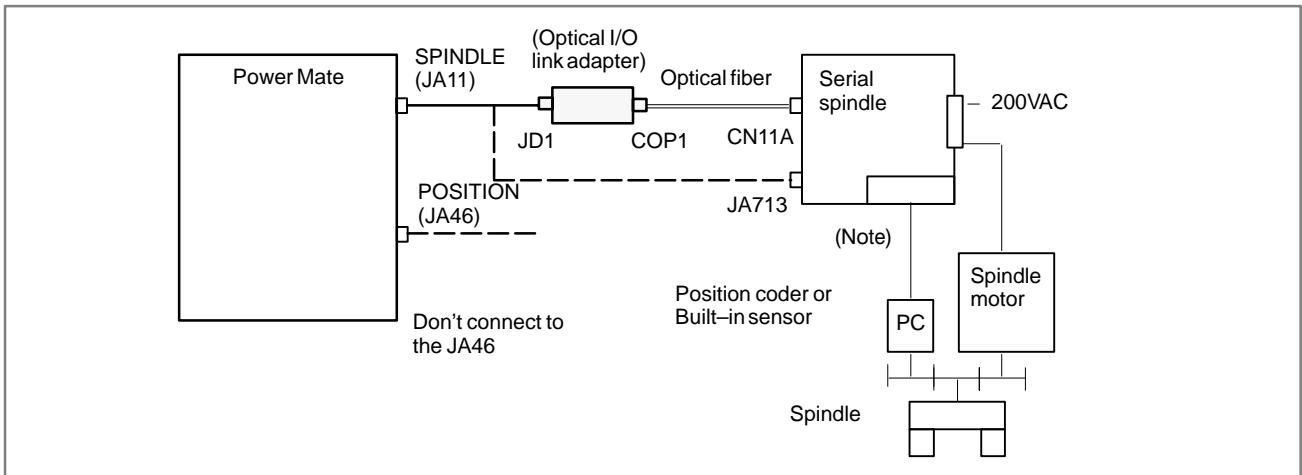 Power Mate
SPINDLE
(JA11)
(Optical I/O
link adapter)
Optical fiber
Serial
spindle
200VAC
JD1
COP1
CN11A
POSITION
(JA46)
JA713
(Note)
Don't connect to
the JA46
Position coder or
Built–in sensor
PC
Spindle
motor
Spindle